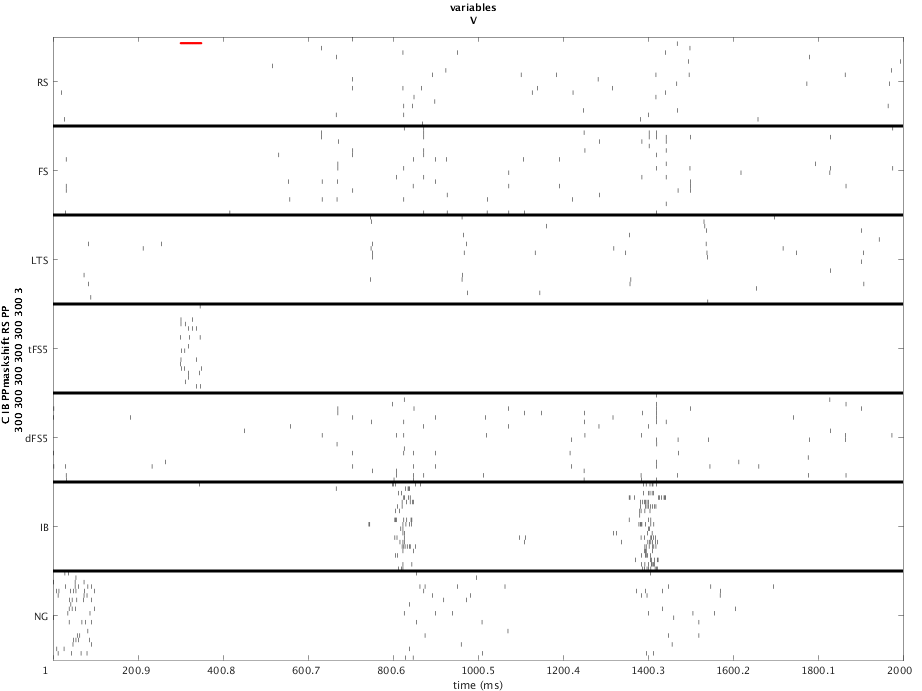 variables
V
RS
FS
LTS
tFS5
dFS5
IB
NG
C IB PPmaskshift RS PP
300 300 300 300 300 300 3
1 200.9 400.8 600.7 800.6 1000.5 1200.4 1400.3 1600.2 1800.1 2000
time (ms)